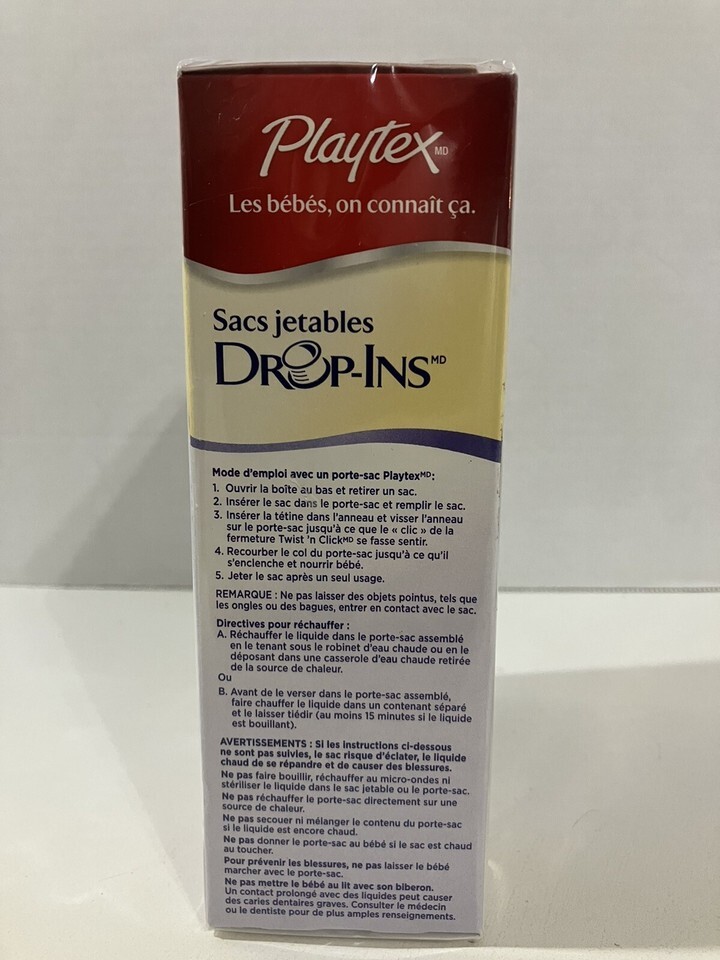 Playtex MD
Les bébés, on connaît ça.
Sacs jetables
DROP-INS MD
Mode d'emploi avec un porte-sac Playtex MD:
1. Ouvrir la boîte au bas et retirer un sac.
2. Insérer le sac dans le porte-sac et remplir le sac.
3. Insérer la tétine dans l'anneau et visser l'anneau
sur le porte-sac jusqu'à ce que le « clic » de la
fermeture Twist 'n Click MD se fasse sentir.
4. Recourber le col du porte-sac jusqu'à ce qu'il
s'enclenche et nourrir bébé.
5. Jeter le sac après un seul usage.
REMARQUE : Ne pas laisser des objets pointus, tels que
les ongles ou des bagues, entrer en contact avec le sac.
Directives pour réchauffer :
A. Réchauffer le liquide dans le porte-sac assemblé
en le tenant sous le robinet d'eau chaude ou en le
déposant dans une casserole d'eau chaude retirée
de la source de chaleur.
Ou
B. Avant de le verser dans le porte-sac assemblé,
faire chauffer le liquide dans un contenant séparé
et le laisser tiédir (au moins 15 minutes si le liquide
est bouillant).
AVERTISSEMENTS : Si les instructions ci-dessous
ne sont pas suivies, le sac risque d'éclater, le liquide
chaud de se répandre et de causer des blessures.
Ne pas faire bouillir, réchauffer au micro-ondes ni
stériliser le liquide dans le sac jetable ou le porte-sac.
Ne pas réchauffer le porte-sac directement sur une
source de chaleur.
Ne pas secouer ni mélanger le contenu du porte-sac
si le liquide est encore chaud.
Ne pas donner le porte-sac au bébé si le sac est chaud
au toucher.
Pour prévenir les blessures, ne pas laisser le bébé
marcher avec le porte-sac.
Ne pas mettre le bébé au lit avec son biberon.
Un contact prolongé avec des liquides peut causer
des caries dentaires graves. Consulter le médecin
ou le dentiste pour de plus amples renseignements.